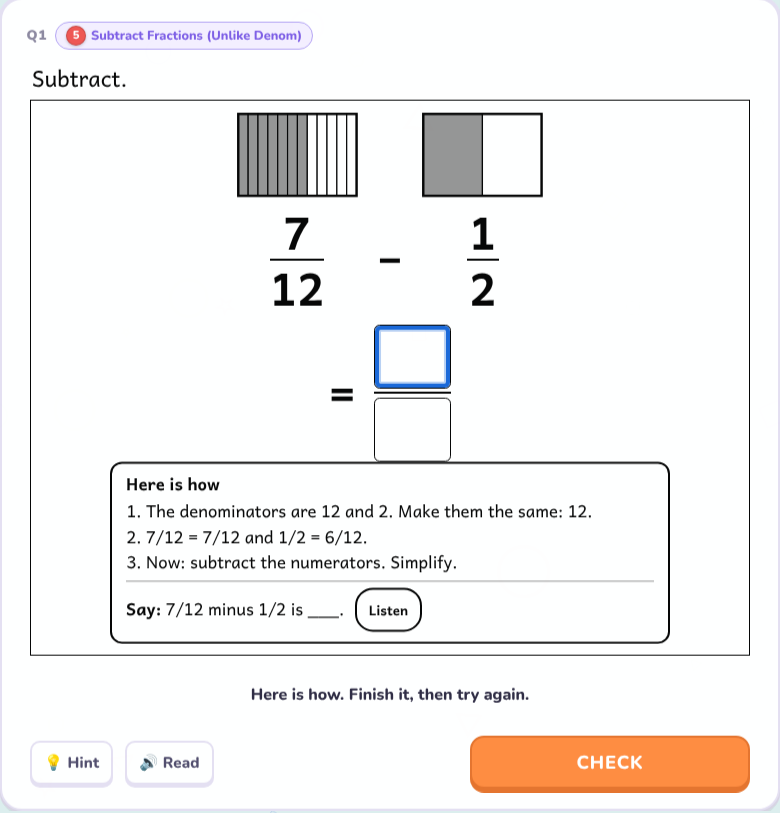 Q1 5 Subtract Fractions (Unlike Denom)
Subtract.
7/12 - 1/2
=
Here is how
1. The denominators are 12 and 2. Make them the same: 12.
2. 7/12 = 7/12 and 1/2 = 6/12.
3. Now: subtract the numerators. Simplify.
Say: 7/12 minus 1/2 is ____. Listen
Here is how. Finish it, then try again.
💡 Hint 🔊 Read CHECK